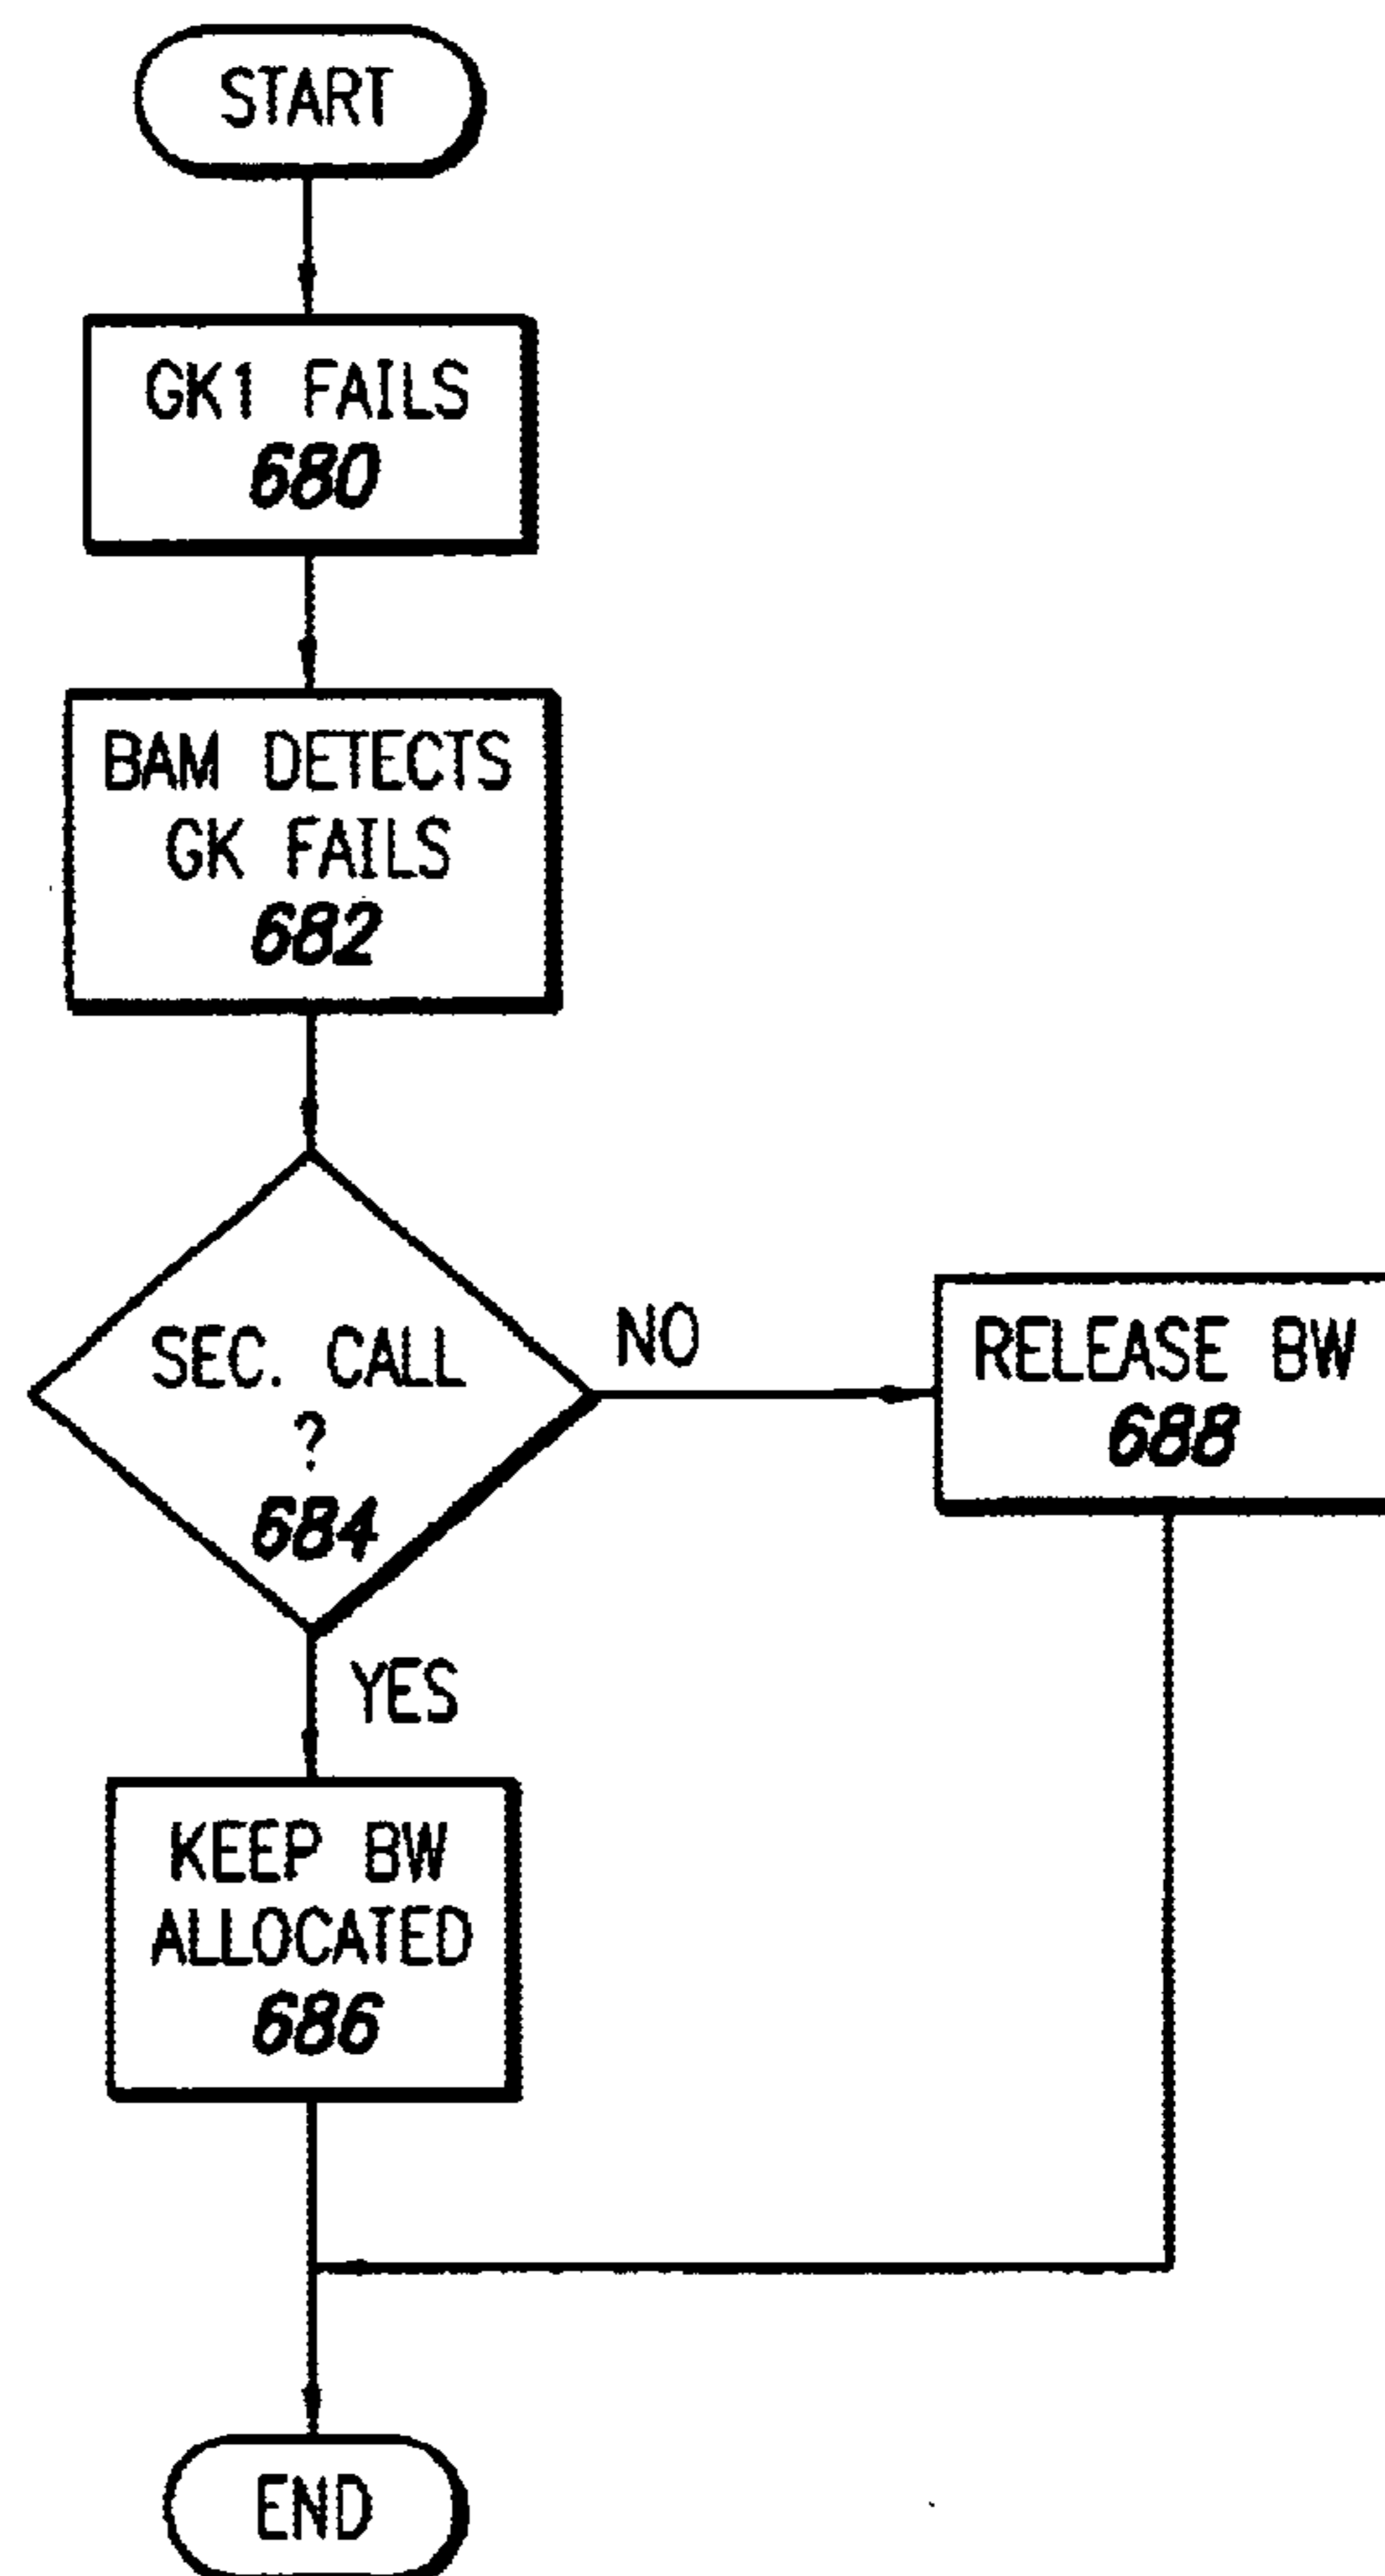 START
GK1 FAILS
680
BAM DETECTS
GK FAILS
682
SEC. CALL
?
684
NO
RELEASE BW
688
YES
KEEP BW
ALLOCATED
686
END